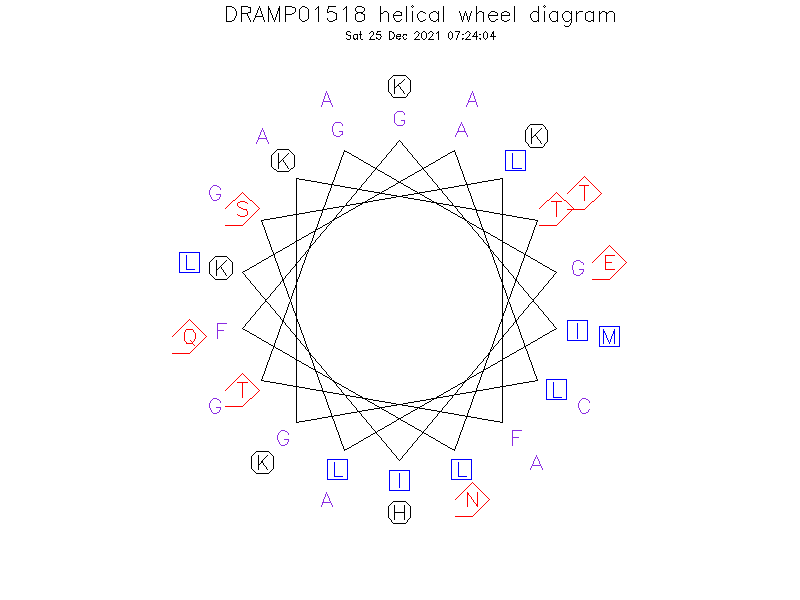 DRAMP01518 helical wheel diagram
Sat 25 Dec 2021 07:24:04
K
A A
G G A
A K K L
G S T T
L K G E
Q F I M
G T L C
K G F A
L I L
A H N